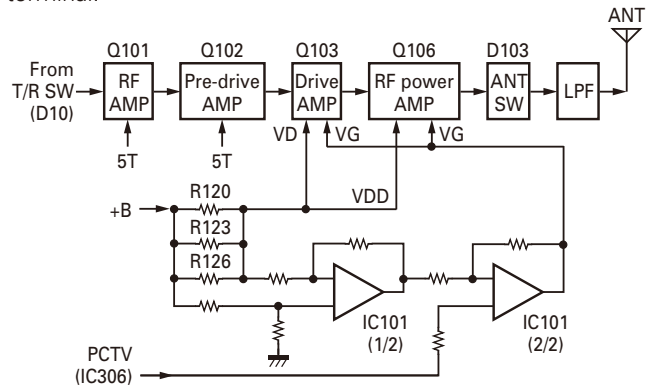 terminal.
ANT
Q101 Q102 Q103 Q106 D103
From
T/R SW
(D10)
RF
AMP
Pre-drive
AMP
Drive
AMP
RF power
AMP
ANT
SW
LPF
5T 5T VD VG VG
VDD
+B
R120
R123
R126
IC101
(1/2)
IC101
(2/2)
PCTV
(IC306)